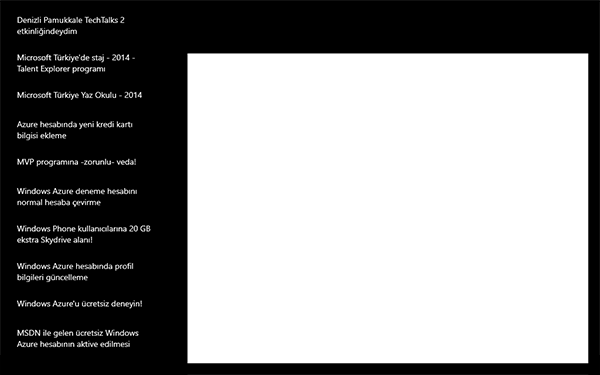 Denizli Pamukkale TechTalks 2
etkinliğindeydim
Microsoft Türkiye'de staj - 2014 -
Talent Explorer programı
Microsoft Türkiye Yaz Okulu - 2014
Azure hesabında yeni kredi kartı
bilgisi ekleme
MVP programına -zorunlu- veda!
Windows Azure deneme hesabını
normal hesaba çevirme
Windows Phone kullanıcılarına 20 GB
ekstra Skydrive alanı!
Windows Azure hesabında profil
bilgileri güncelleme
Windows Azure'u ücretsiz deneyin!
MSDN ile gelen ücretsiz Windows
Azure hesabının aktive edilmesi